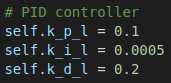 # PID controller
self.k_p_l = 0.1
self.k_i_l = 0.0005
self.k_d_l = 0.2